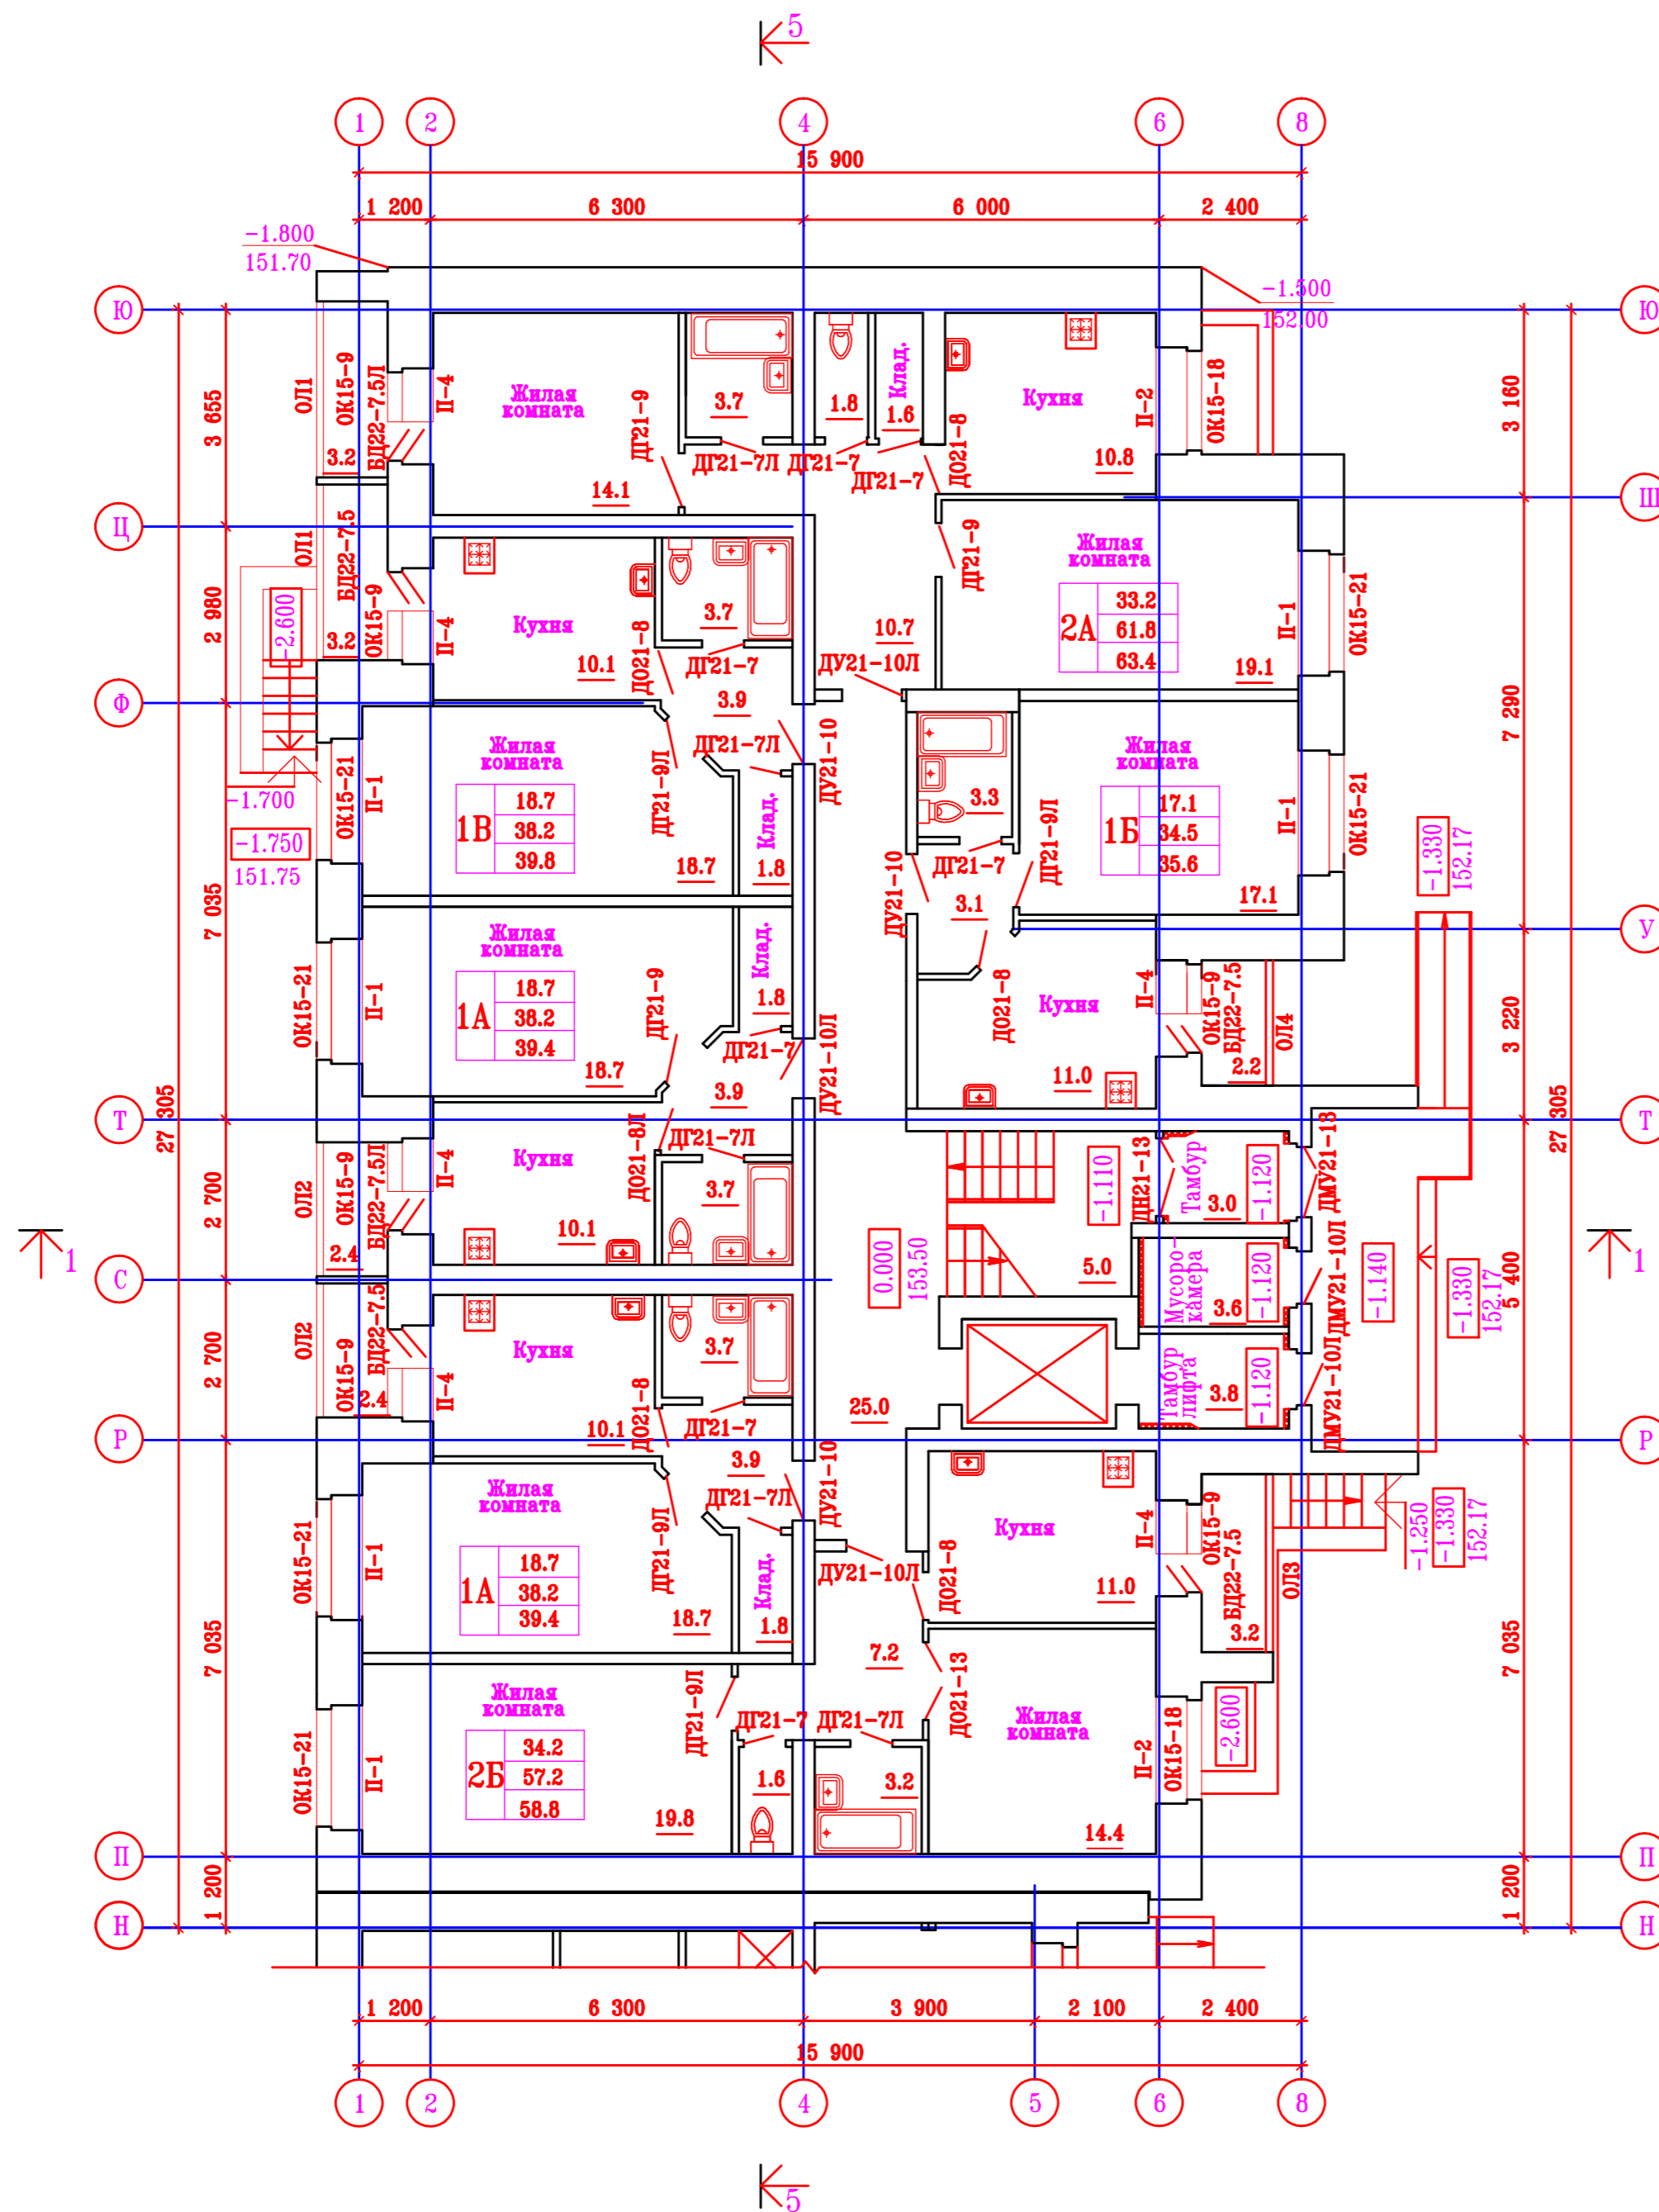 5
1
2
4
6
8
15 900
1 200
6 300
6 000
2 400
-1.800
151.70
-1.500
152.00
Ю
Ю
3 655
ОЛ1
ОК15-9
БД22-7.5Л
П-4
3.2
Жилая
комната
14.1
ДГ21-9
3.7
ДГ21-7Л
1.8
ДГ21-7
Клад.
1.6
ДГ21-7
ДО21-8
Кухня
10.8
П-2
ОК15-18
3 160
Ш
Ц
2 980
ОЛ1
БД22-7.5
-2.600
3.2
ОК15-9
П-4
Кухня
10.1
ДО21-8
3.7
ДГ21-7
3.9
10.7
ДУ21-10Л
ДГ21-9
Жилая
комната
2А
33.2
61.8
63.4
19.1
П-1
ОК15-21
Ф
7 290
7 035
-1.700
-1.750
151.75
ОК15-21
П-1
Жилая
комната
1В
18.7
38.2
39.8
18.7
ДГ21-9Л
ДГ21-7Л
Клад.
1.8
ДУ21-10
3.3
ДГ21-7
ДУ21-10
3.1
ДГ21-9Л
Жилая
комната
1Б
17.1
34.5
35.6
17.1
П-1
ОК15-21
-1.330
152.17
У
ОК15-21
П-1
Жилая
комната
1А
18.7
38.2
39.4
18.7
ДГ21-9
Клад.
1.8
ДГ21-7
3.9
ДУ21-10Л
ДО21-8
Кухня
11.0
П-4
ОК15-9
БД22-7.5
2.2
ОЛ4
3 220
27 305
27 305
Т
Т
2 700
ОЛ2
ОК15-9
БД22-7.5Л
2.4
П-4
Кухня
10.1
ДО21-8Л
ДГ21-7Л
3.7
0.000
153.50
-1.110
5.0
ДН21-13
Тамбур
3.0
-1.120
ДМУ21-13
Мусоро-
камера
3.6
-1.120
ДМУ21-10Л
-1.140
-1.330
152.17
5 400
1
1
С
2 700
ОЛ2
ОК15-9
БД22-7.5
2.4
П-4
Кухня
10.1
ДО21-8
3.7
ДГ21-7
25.0
Тамбур
лифта
3.8
-1.120
ДМУ21-10Л
Р
Р
7 035
ОК15-21
П-1
Жилая
комната
1А
18.7
38.2
39.4
18.7
ДГ21-9Л
3.9
ДГ21-7Л
Клад.
1.8
ДУ21-10
ДУ21-10Л
ДО21-8
Кухня
11.0
П-4
ОК15-9
БД22-7.5
3.2
ОЛ3
-1.250
-1.330
152.17
7 035
ОК15-21
П-1
Жилая
комната
2Б
34.2
57.2
58.8
19.8
ДГ21-9Л
ДГ21-7
1.6
ДГ21-7Л
3.2
7.2
ДО21-13
Жилая
комната
14.4
П-2
ОК15-18
-2.600
П
П
1 200
1 200
Н
Н
1 200
6 300
3 900
2 100
2 400
15 900
1
2
4
5
6
8
5